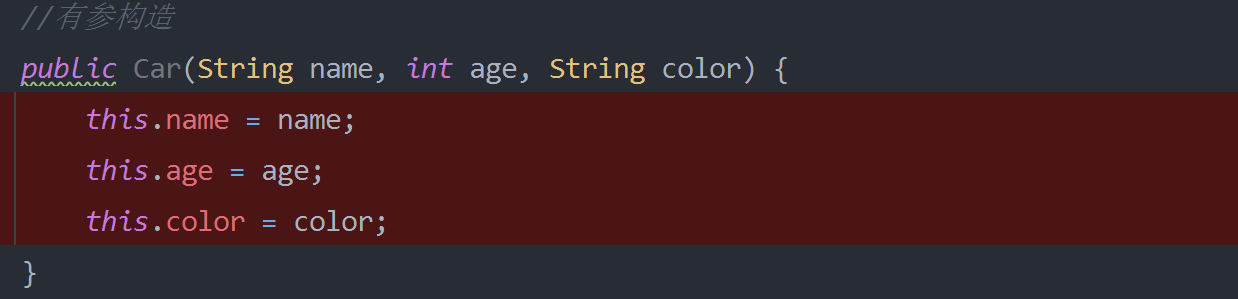 //有参构造
public Car(String name, int age, String color) {
    this.name = name;
    this.age = age;
    this.color = color;
}